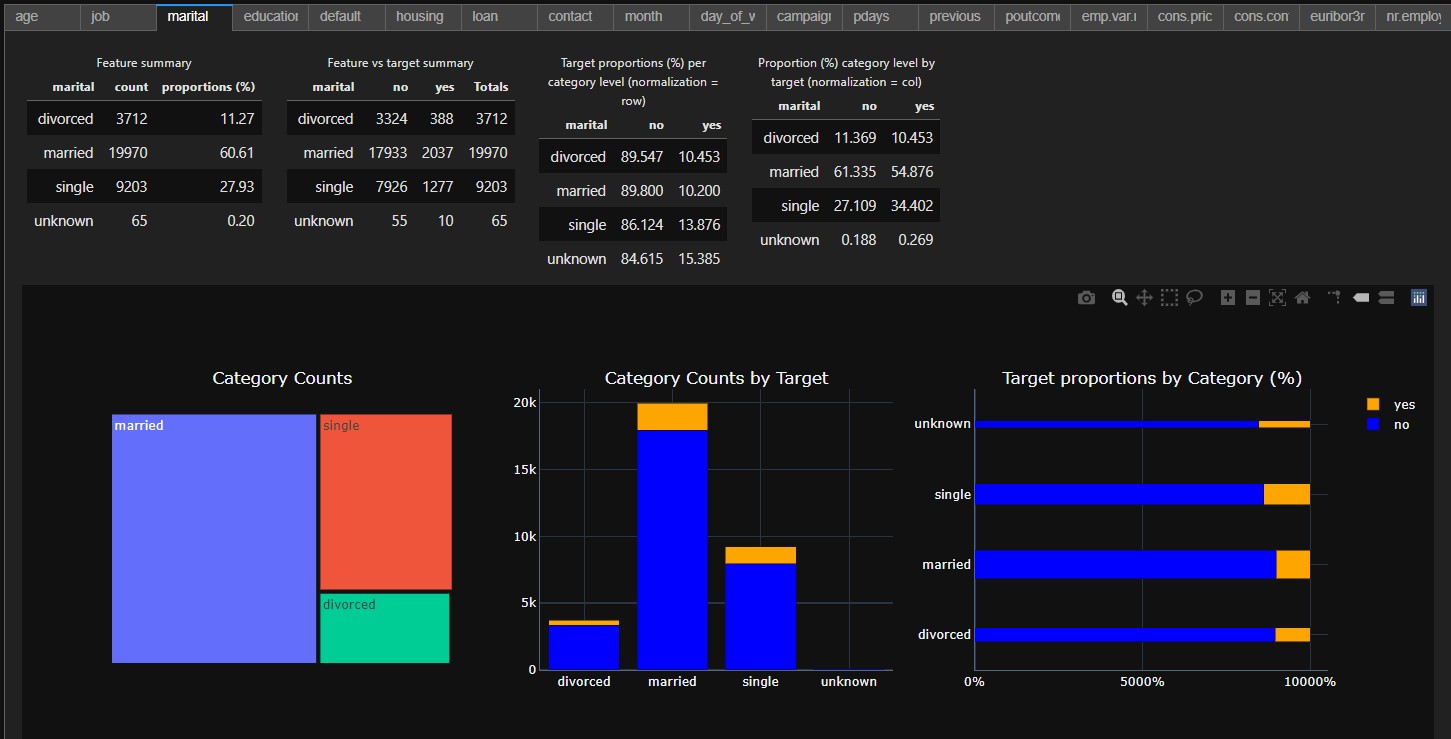 age job marital education default housing loan contact month day_of_w campaign pdays previous poutcome emp.var.r cons.pric cons.con euribor3r nr.employ
Feature summary
marital count proportions (%)
divorced 3712 11.27
married 19970 60.61
single 9203 27.93
unknown 65 0.20
Feature vs target summary
marital no yes Totals
divorced 3324 388 3712
married 17933 2037 19970
single 7926 1277 9203
unknown 55 10 65
Target proportions (%) per
category level (normalization =
row)
marital no yes
divorced 89.547 10.453
married 89.800 10.200
single 86.124 13.876
unknown 84.615 15.385
Proportion (%) category level by
target (normalization = col)
marital no yes
divorced 11.369 10.453
married 61.335 54.876
single 27.109 34.402
unknown 0.188 0.269
Category Counts
married
single
divorced
Category Counts by Target
20k
15k
10k
5k
0
divorced married single unknown
Target proportions by Category (%)
unknown
single
married
divorced
0% 5000% 10000%
yes
no